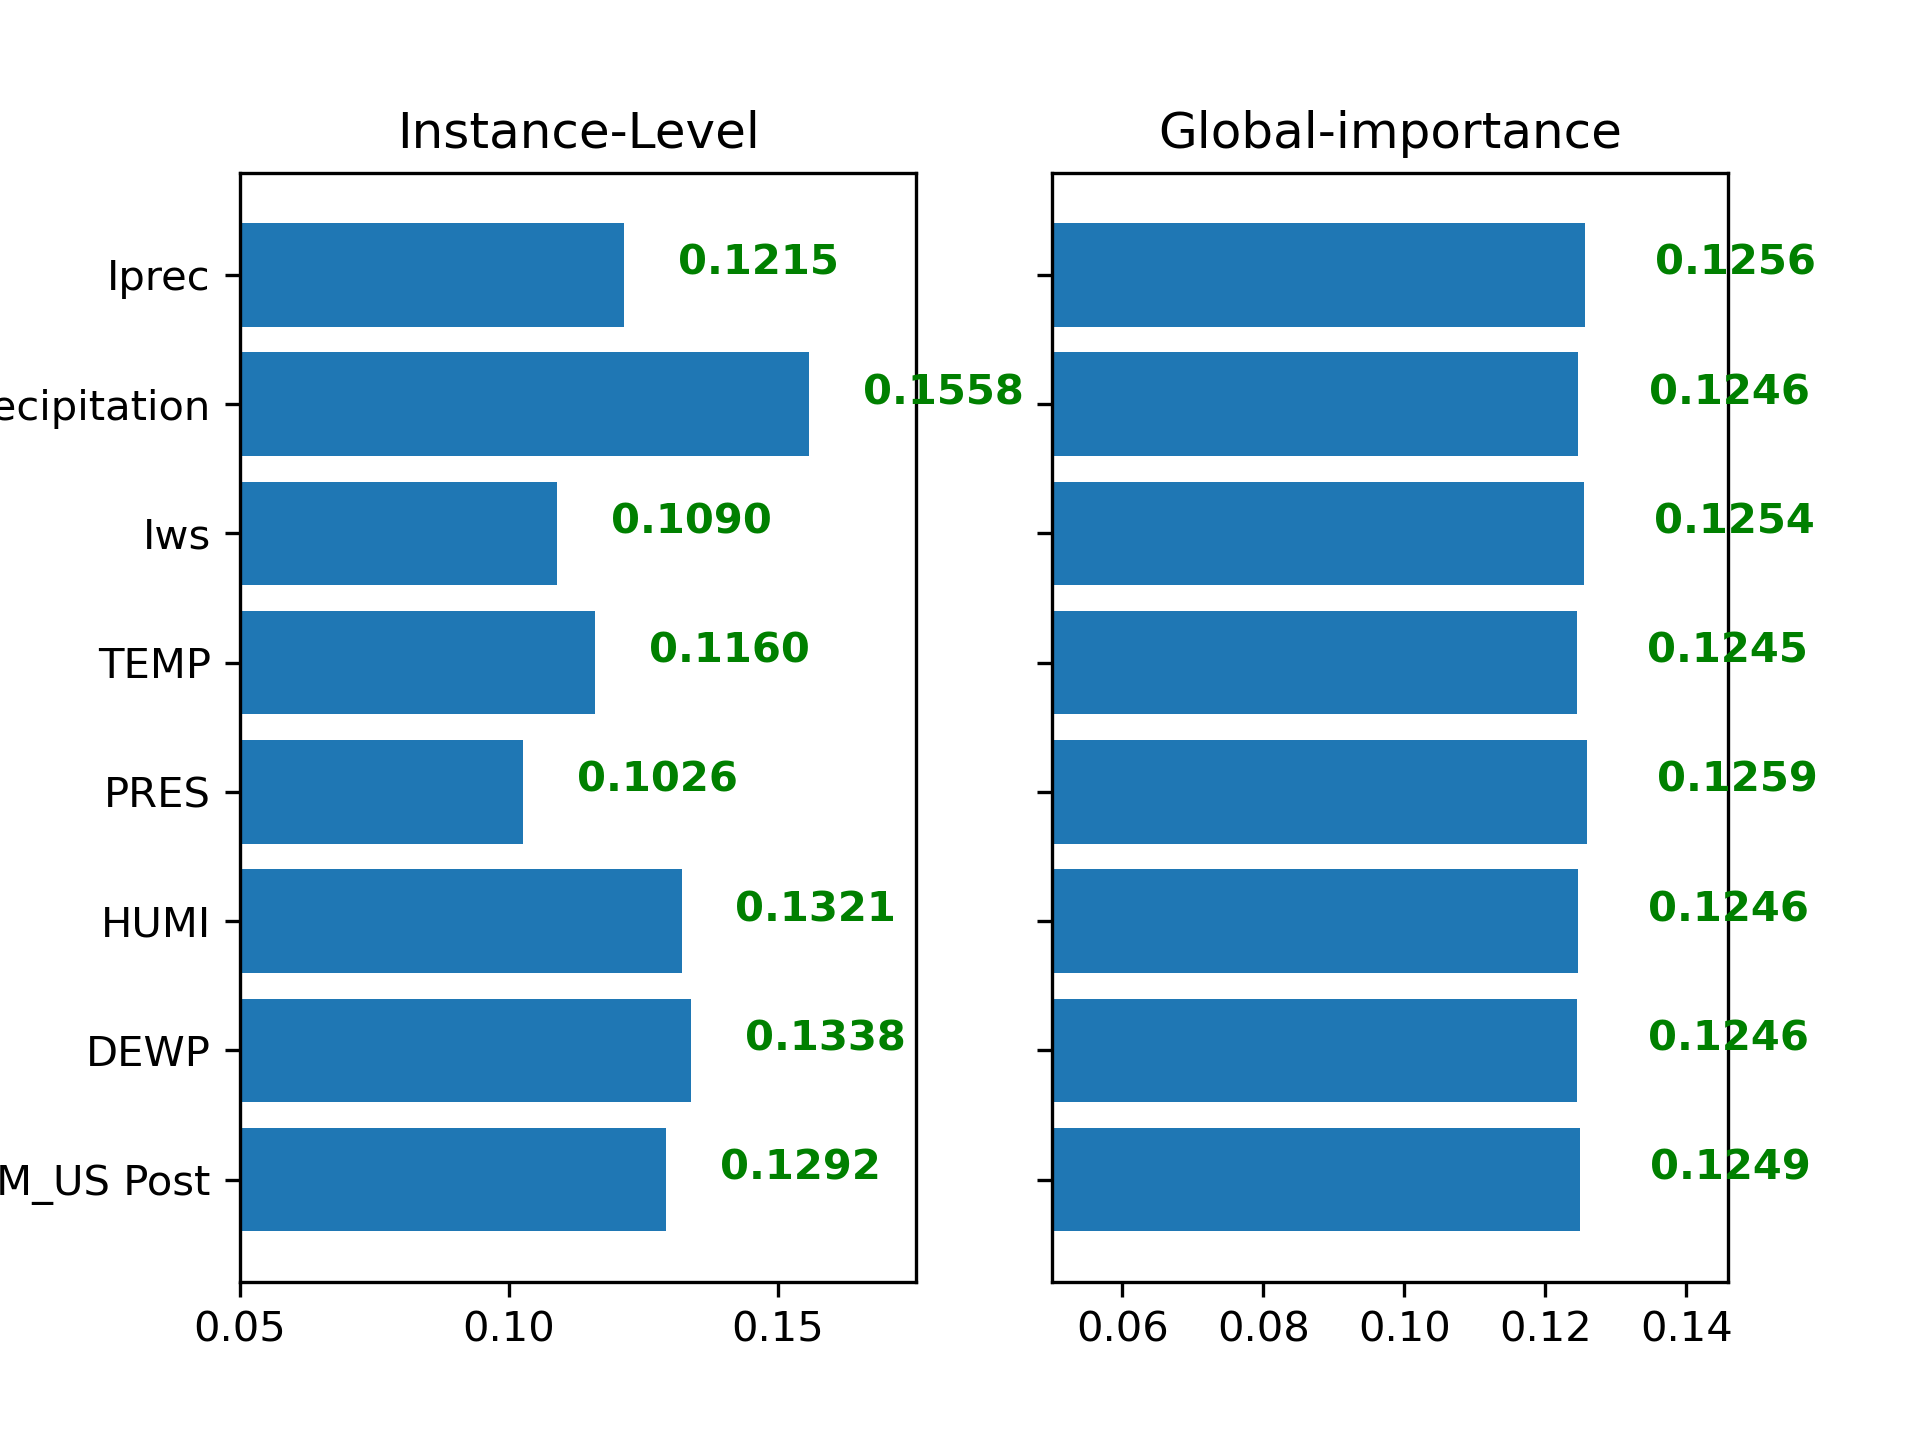 Instance-Level
Global-importance
Iprec 0.1215 0.1256
ecipitation 0.1558 0.1246
Iws 0.1090 0.1254
TEMP 0.1160 0.1245
PRES 0.1026 0.1259
HUMI 0.1321 0.1246
DEWP 0.1338 0.1246
M_US Post 0.1292 0.1249
0.05 0.10 0.15
0.06 0.08 0.10 0.12 0.14